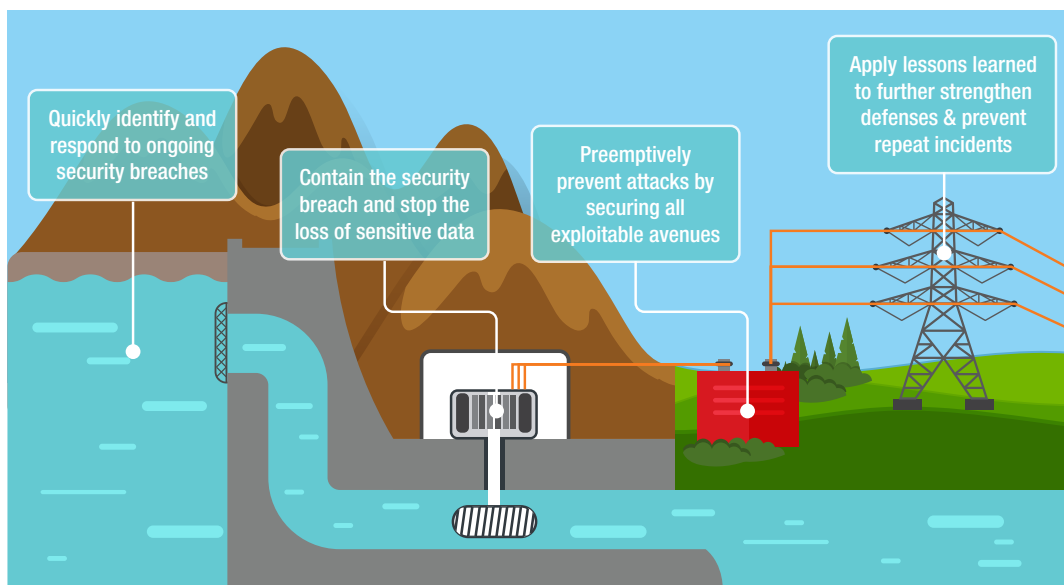 Quickly identify and
respond to ongoing
security breaches
Contain the security
breach and stop the
loss of sensitive data
Preemptively
prevent attacks by
securing all
exploitable avenues
Apply lessons learned
to further strengthen
defenses & prevent
repeat incidents